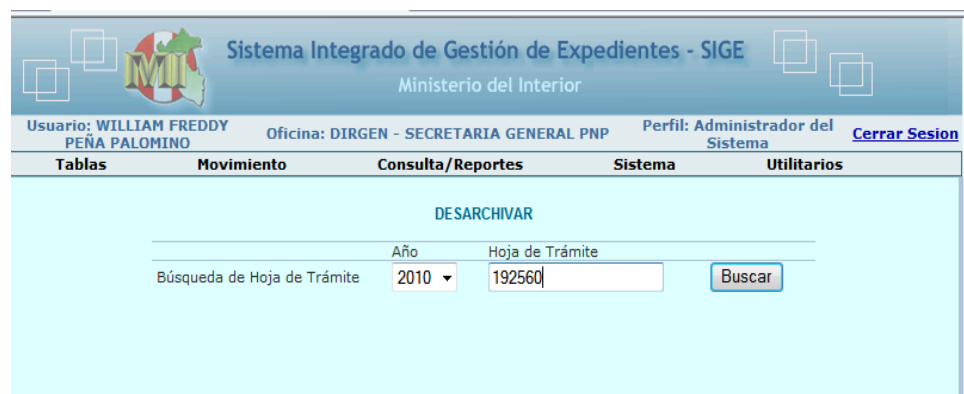 MI
Sistema Integrado de Gestión de Expedientes - SIGE
Ministerio del Interior
Usuario: WILLIAM FREDDY PEÑA PALOMINO
Oficina: DIRGEN - SECRETARIA GENERAL PNP
Perfil: Administrador del Sistema
Cerrar Sesion
Tablas Movimiento Consulta/Reportes Sistema Utilitarios
DESARCHIVAR
Año Hoja de Trámite
Búsqueda de Hoja de Trámite 2010 192560 Buscar